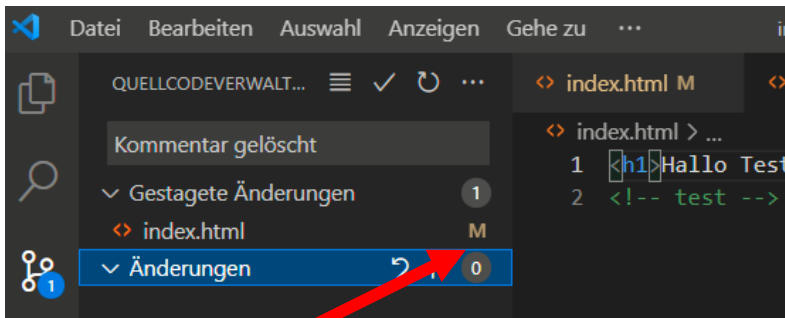 Datei Bearbeiten Auswahl Anzeigen Gehe zu ···
QUELLCODEVERWALT... ···
index.html M
Kommentar gelöscht
index.html > ...
1 <h1>Hallo Test
2 <!-- test -->
Gestagete Änderungen 1
index.html M
Änderungen 0
1